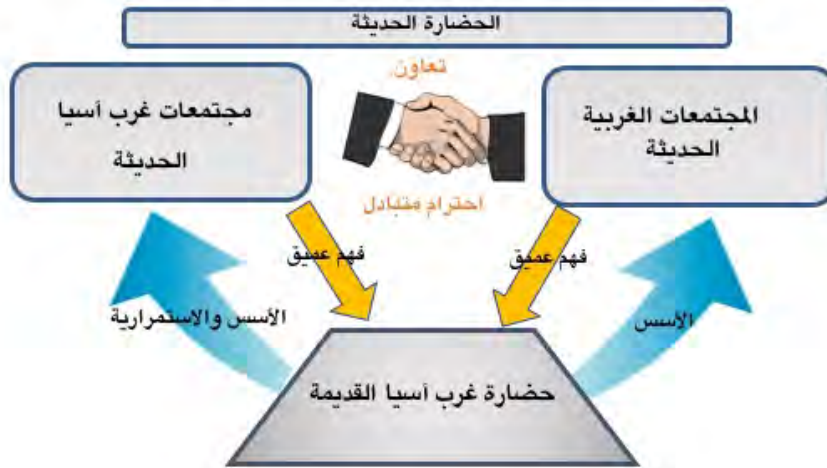 الحضارة الحديثة
تعاون.
المجتمعات الغربية
الحديثة
مجتمعات غرب أسيا
الحديثة
احترام متبادل
فهم عميق
فهم عميق
الأسس
الأسس والاستمرارية
حضارة غرب أسيا القديمة